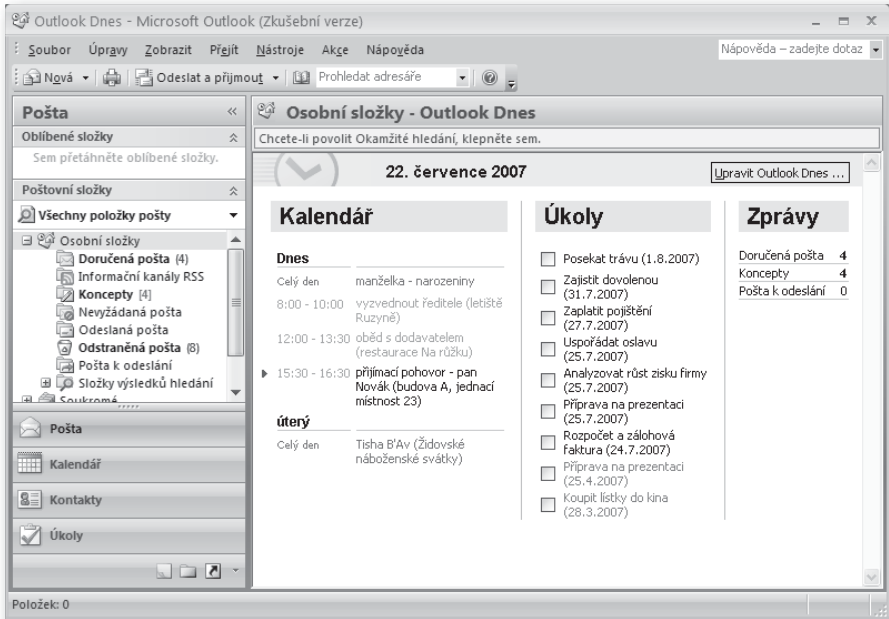 Outlook Dnes - Microsoft Outlook (Zkušební verze)
Soubor Úpravy Zobrazit Přejít Nástroje Akce Nápověda
Nápověda – zadejte dotaz
Nová Odeslat a přijmout Prohledat adresáře
Pošta
Oblíbené složky
Sem přetáhněte oblíbené složky.
Poštovní složky
Všechny položky pošty
Osobní složky
Doručená pošta (4)
Informační kanály RSS
Koncepty [4]
Nevyžádaná pošta
Odeslaná pošta
Odstraněná pošta (8)
Pošta k odeslání
Složky výsledků hledání
Soukromé
Pošta
Kalendář
Kontakty
Úkoly
Osobní složky - Outlook Dnes
Chcete-li povolit Okamžité hledání, klepněte sem.
22. července 2007
Upravit Outlook Dnes ...
Kalendář
Dnes
Celý den manželka - narozeniny
8:00 - 10:00 vyzvednout ředitele (letiště
Ruzyně)
12:00 - 13:30 oběd s dodavatelem
(restaurace Na růžku)
15:30 - 16:30 přijímací pohovor - pan
Novák (budova A, jednací
místnost 23)
úterý
Celý den Tisha B'Av (Židovské
náboženské svátky)
Úkoly
Posekat trávu (1.8.2007)
Zajistit dovolenou
(31.7.2007)
Zaplatit pojištění
(27.7.2007)
Uspořádat oslavu
(25.7.2007)
Analyzovat růst zisku firmy
(25.7.2007)
Příprava na prezentaci
(25.7.2007)
Rozpočet a zálohová
faktura (24.7.2007)
Příprava na prezentaci
(25.4.2007)
Koupit lístky do kina
(28.3.2007)
Zprávy
Doručená pošta 4
Koncepty 4
Pošta k odeslání 0
Položek: 0